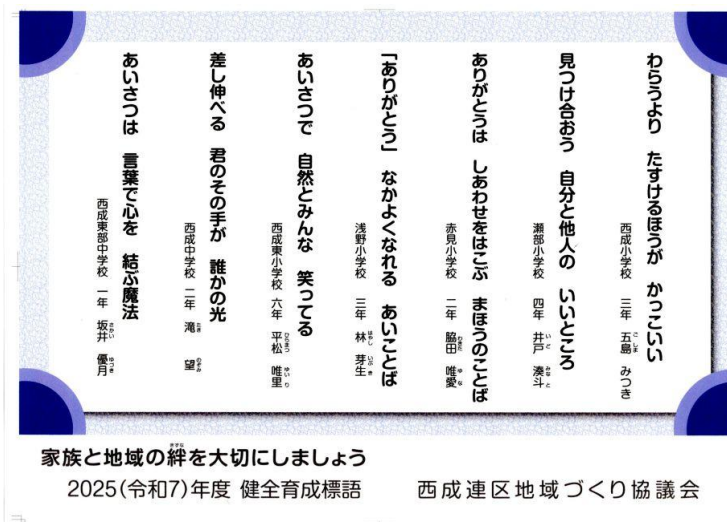 わらうより　たすけるほうが　かっこいい
西成小学校　三年　五島　みつき
見つけ合おう　自分と他人の　いいところ
瀬部小学校　四年　井戸　湊斗
ありがとうは　しあわせをはこぶ　まほうのことば
赤見小学校　二年　脇田　唯愛
「ありがとう」　なかよくなれる　あいことば
浅野小学校　三年　林　芽生
あいさつで　自然とみんな　笑ってる
西成東小学校　六年　平松　唯里
差し伸べる　君のその手が　誰かの光
西成中学校　二年　滝　望
あいさつは　言葉で心を　結ぶ魔法
西成東部中学校　一年　坂井　優月
家族と地域の絆を大切にしましょう
2025(令和7)年度 健全育成標語　西成連区地域づくり協議会